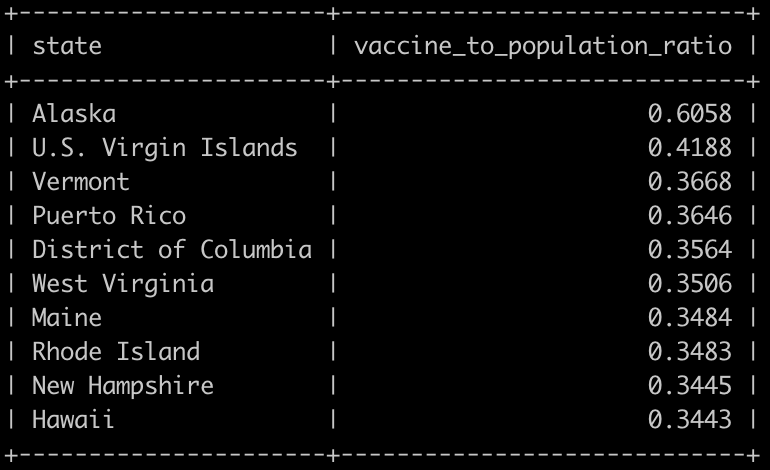 +----------------------+-----------------------------+
| state                | vaccine_to_population_ratio |
+----------------------+-----------------------------+
| Alaska               |                      0.6058 |
| U.S. Virgin Islands  |                      0.4188 |
| Vermont              |                      0.3668 |
| Puerto Rico          |                      0.3646 |
| District of Columbia |                      0.3564 |
| West Virginia        |                      0.3506 |
| Maine                |                      0.3484 |
| Rhode Island         |                      0.3483 |
| New Hampshire        |                      0.3445 |
| Hawaii               |                      0.3443 |
+----------------------+-----------------------------+